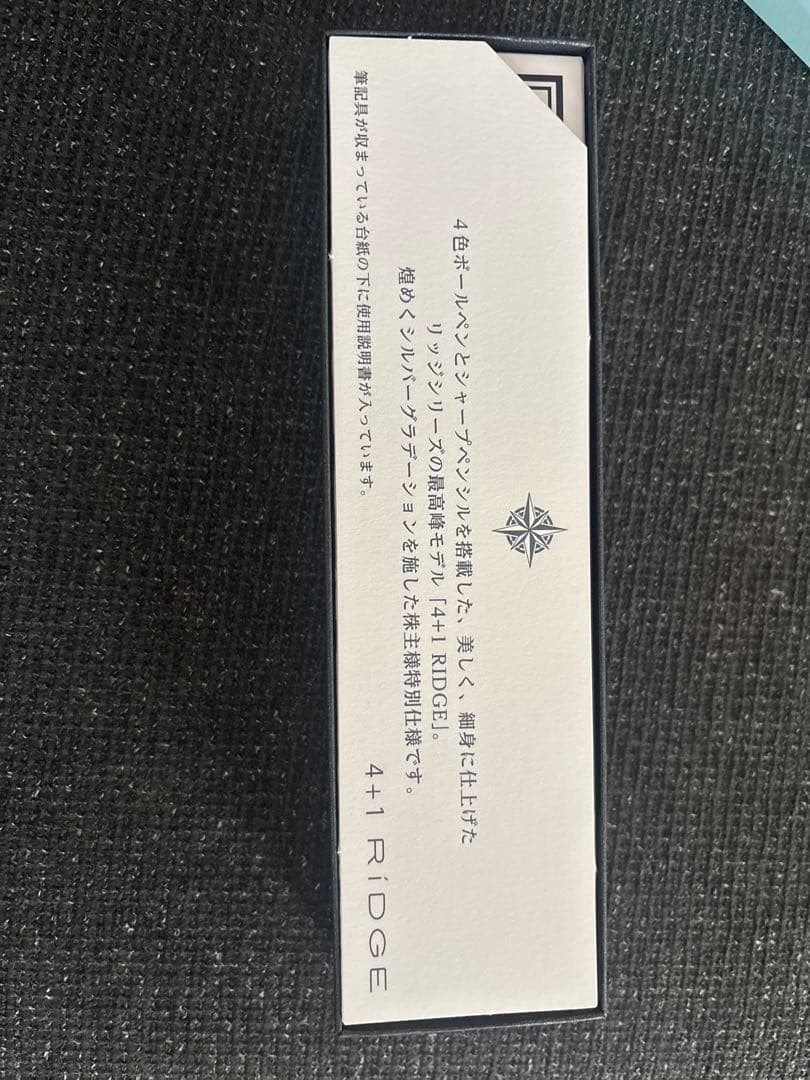 4色ボールペンとシャープペンシルを搭載した、美しく、細身に仕上げた
リッジシリーズの最高峰モデル「4+1 RIDGE」。
煌めくシルバーグラデーションを施した株主様特別仕様です。
筆記具が収まっている台紙の下に使用説明書が入っています。
4+1 RiDGE